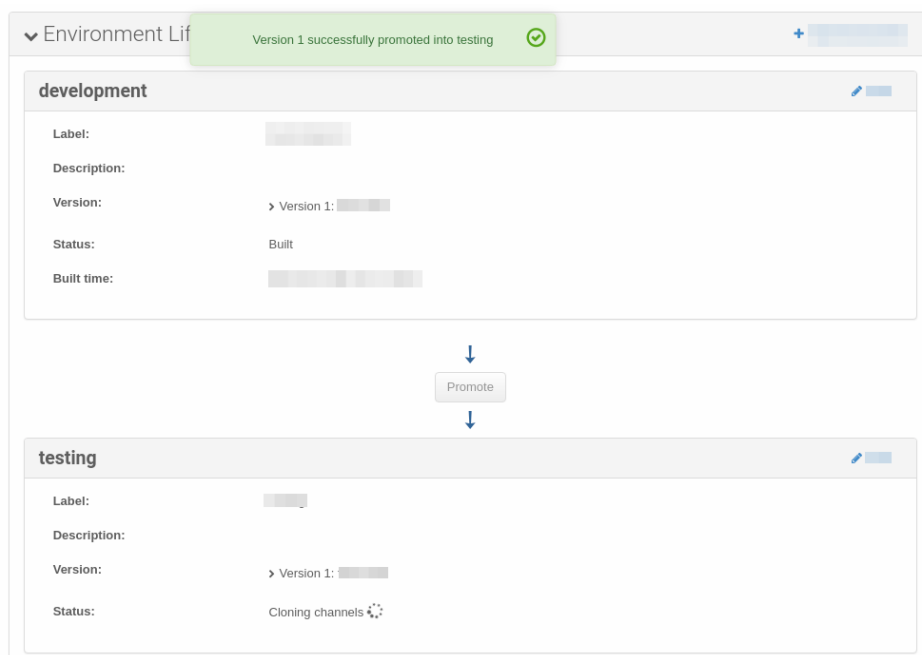 Environment Lif
Version 1 successfully promoted into testing
development
Label:
Description:
Version:
Version 1:
Status:
Built
Built time:
Promote
testing
Label:
Description:
Version:
Version 1:
Status:
Cloning channels